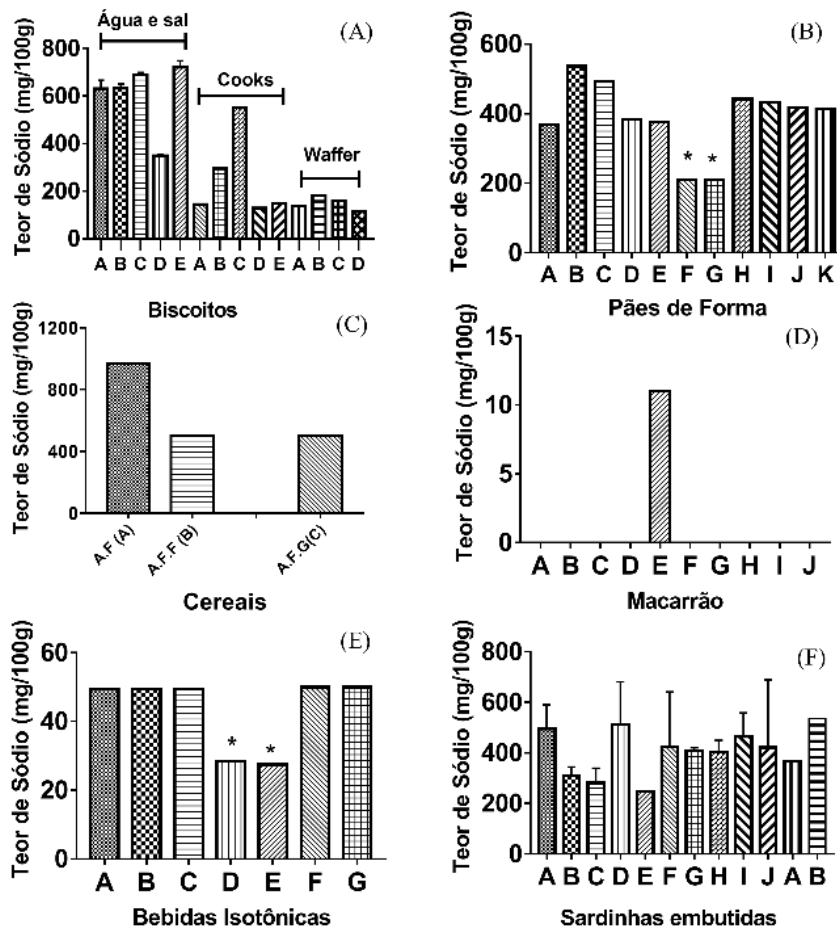 (A)
Água e sal
Cooks
Waffer
Teor de Sódio (mg/100g)
800
600
400
200
0
A B C D E A B C D E A B C D
Biscoitos
(B)
Teor de Sódio (mg/100g)
600
400
200
0
* *
A B C D E F G H I J K
Pães de Forma
(C)
Teor de Sódio (mg/100g)
1200
800
400
0
A.F (A) A.F.F (B) A.F.G(C)
Cereais
(D)
Teor de Sódio (mg/100g)
15
10
5
0
A B C D E F G H I J
Macarrão
(E)
Teor de Sódio (mg/100g)
60
40
20
0
* *
A B C D E F G
Bebidas Isotônicas
(F)
Teor de Sódio (mg/100g)
800
600
400
200
0
A B C D E F G H I J A B
Sardinhas embutidas